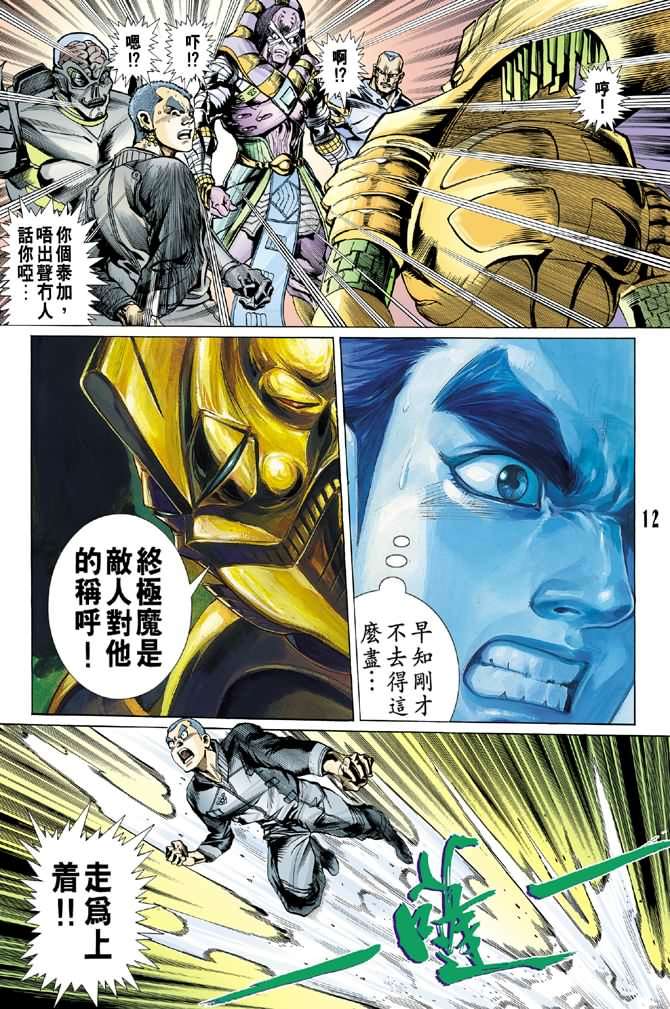 哼！
啊!?
吓!?
嗯!?
你個泰加，
唔出聲冇人
話你啞…
早知剛才
不去得這
麼盡…
終極魔是
敵人對他
的稱呼！
12
走爲上
着!!